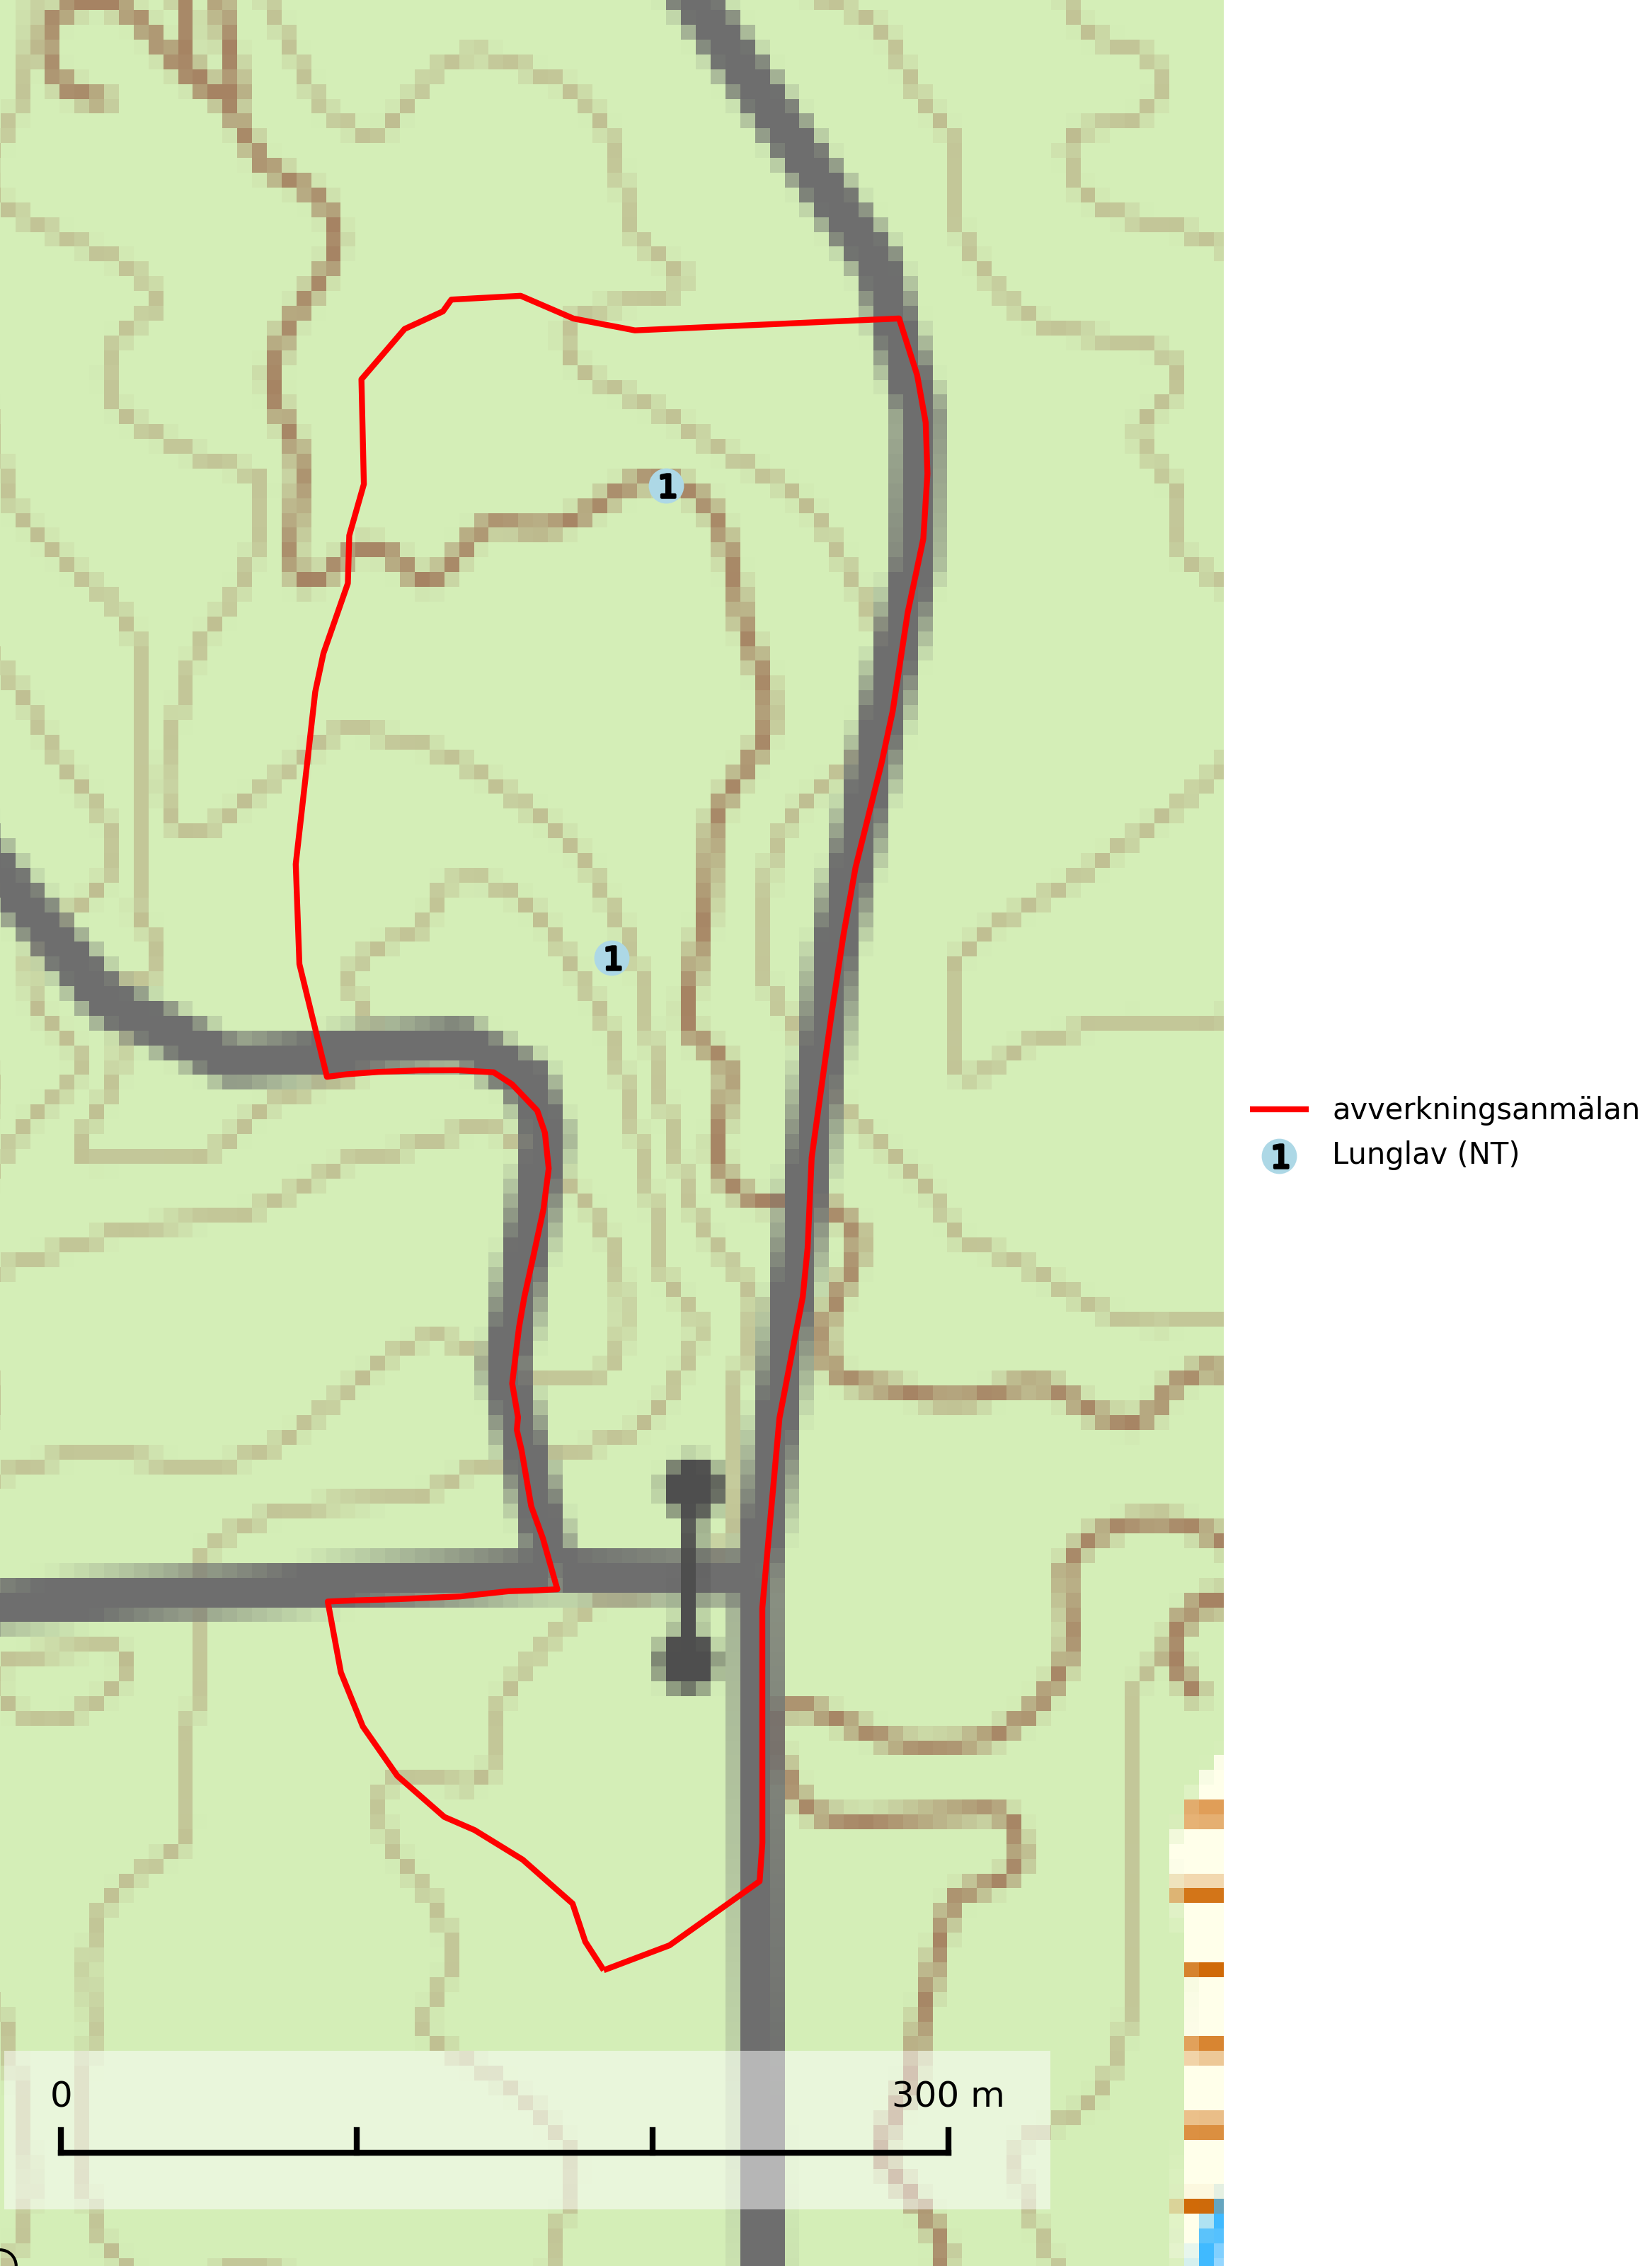 1
1
avverkningsanmälan
1 Lunglav (NT)
0 300 m